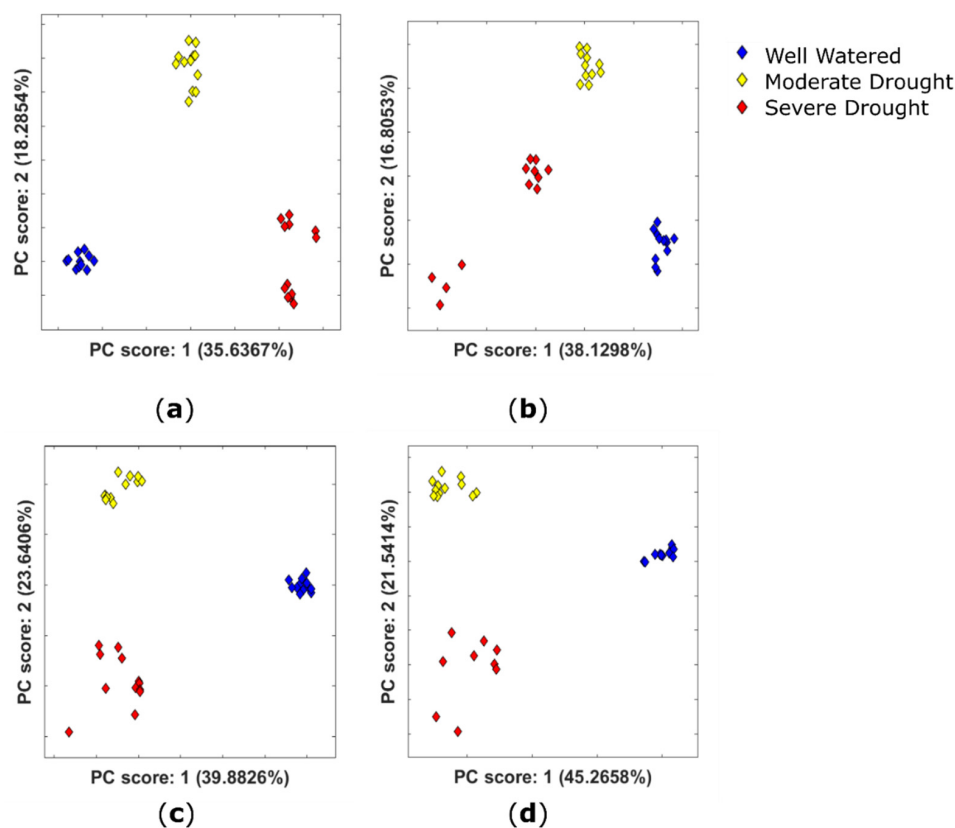 Well Watered
Moderate Drought
Severe Drought
PC score: 2 (18.2854%)
PC score: 1 (35.6367%)
(a)
PC score: 2 (16.8053%)
PC score: 1 (38.1298%)
(b)
PC score: 2 (23.6406%)
PC score: 1 (39.8826%)
(c)
PC score: 2 (21.5414%)
PC score: 1 (45.2658%)
(d)